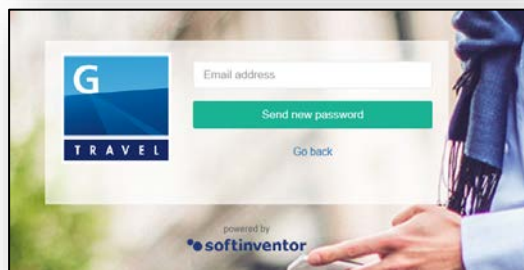 G
TRAVEL
Email address
Send new password
Go back
powered by
softinventor